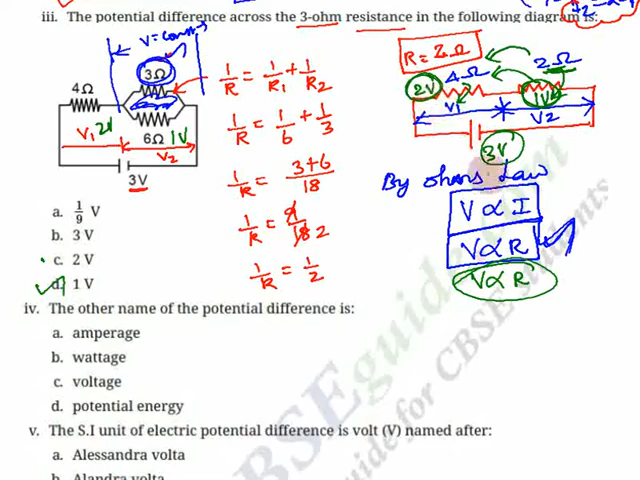 iii. The potential difference across the 3-ohm resistance in the following diagram is:
V = Const
3Ω
4Ω
6Ω 1V
V1 2V
V2
3 V
1/R = 1/R1 + 1/R2
1/R = 1/6 + 1/3
1/R = 3+6/18
1/R = 9/18 2
1/R = 1/2
R = 2Ω
2V 4Ω
2Ω
1V
V1
V2
3V
By ohms Law
V ∝ I
V ∝ R
V ∝ R
a. 1/9 V
b. 3 V
c. 2 V
d. 1 V
iv. The other name of the potential difference is:
a. amperage
b. wattage
c. voltage
d. potential energy
v. The S.I unit of electric potential difference is volt (V) named after:
a. Alessandra volta
b. Alandra volta